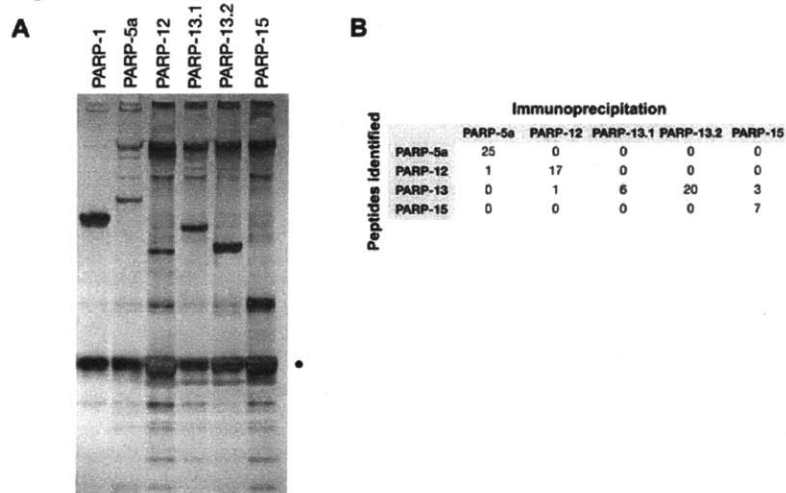 A
PARP-1
PARP-5a
PARP-12
PARP-13.1
PARP-13.2
PARP-15
B
Immunoprecipitation
Peptides identified
PARP-5a PARP-12 PARP-13.1 PARP-13.2 PARP-15
PARP-5a 25 0 0 0 0
PARP-12 1 17 0 0 0
PARP-13 0 1 6 20 3
PARP-15 0 0 0 0 7